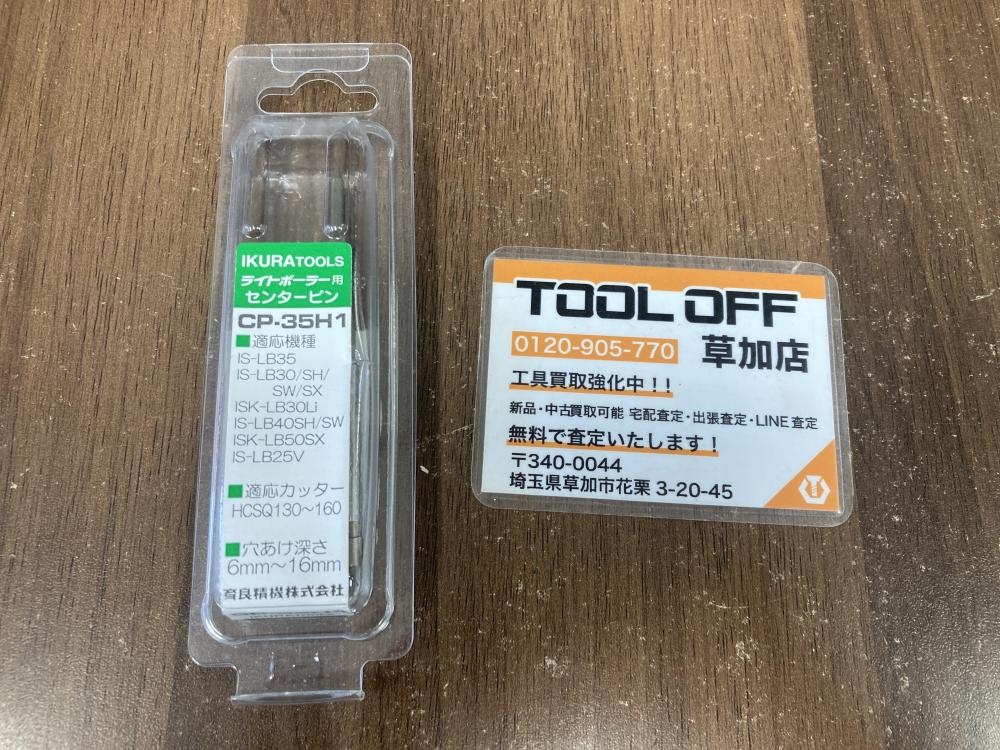 IKURATOOLS
ライトボーラー用
センターピン
CP-35H1
■適応機種
IS-LB35
IS-LB30/SH/
SW/SX
ISK-LB30Li
IS-LB40SH/SW
ISK-LB50SX
IS-LB25V
■適応カッター
HCSQ130〜160
■穴あけ深さ
6mm〜16mm
育良精機株式会社
TOOL OFF
0120-905-770
草加店
工具買取強化中！！
新品・中古買取可能 宅配査定・出張査定・LINE査定
無料で査定いたします！
〒340-0044
埼玉県草加市花栗 3-20-45